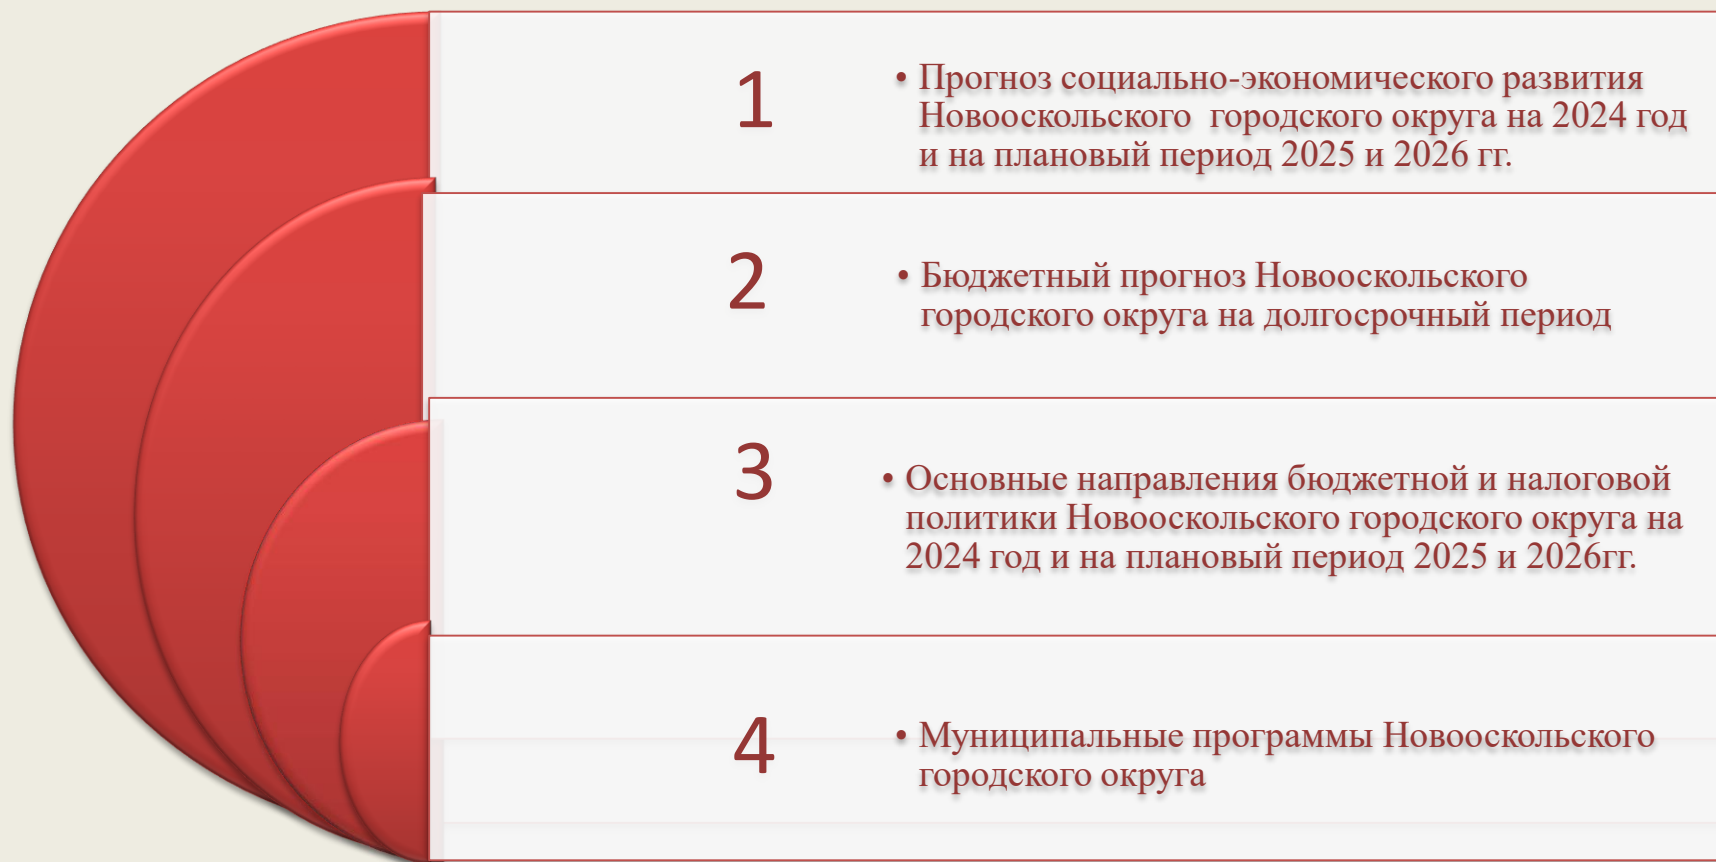 1
• Прогноз социально-экономического развития
Новооскольского городского округа на 2024 год
и на плановый период 2025 и 2026 гг.
2
• Бюджетный прогноз Новооскольского
городского округа на долгосрочный период
3
• Основные направления бюджетной и налоговой
политики Новооскольского городского округа на
2024 год и на плановый период 2025 и 2026гг.
4
• Муниципальные программы Новооскольского
городского округа